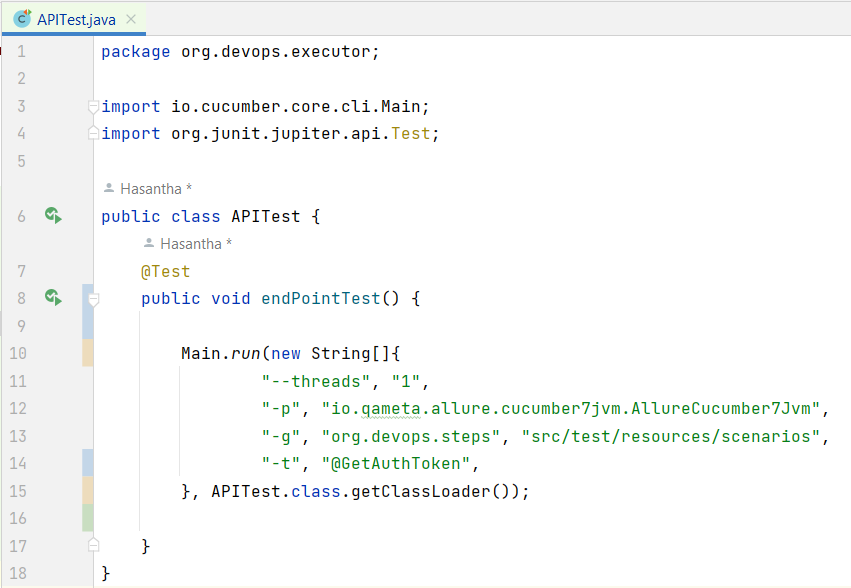 APITest.java
1 package org.devops.executor;
2
3 import io.cucumber.core.cli.Main;
4 import org.junit.jupiter.api.Test;
5
Hasantha *
6 public class APITest {
Hasantha *
7 @Test
8 public void endPointTest() {
9
10 Main.run(new String[]{
11 "--threads", "1",
12 "-p", "io.qameta.allure.cucumber7jvm.AllureCucumber7Jvm",
13 "-g", "org.devops.steps", "src/test/resources/scenarios",
14 "-t", "@GetAuthToken",
15 }, APITest.class.getClassLoader());
16
17 }
18 }